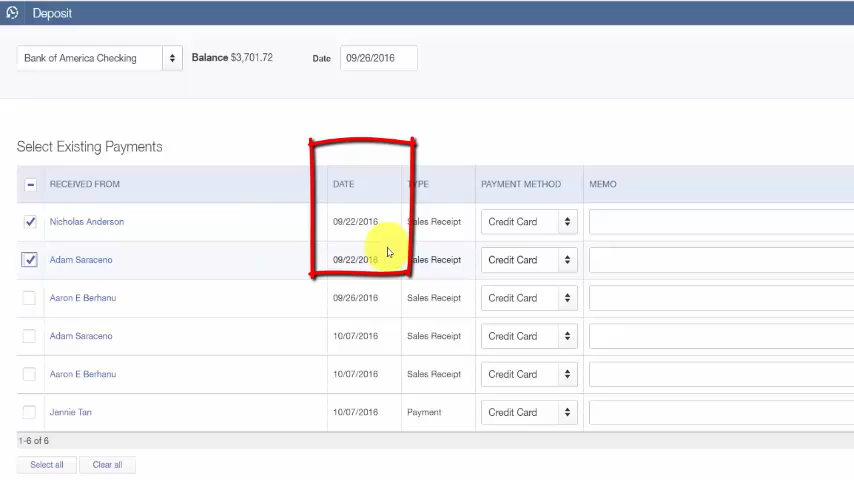 Deposit
Bank of America Checking Balance $3,701.72 Date 09/26/2016
Select Existing Payments
RECEIVED FROM DATE TYPE PAYMENT METHOD MEMO
Nicholas Anderson 09/22/2016 Sales Receipt Credit Card
Adam Saraceno 09/22/2016 Sales Receipt Credit Card
Aaron E Berhanu 09/26/2016 Sales Receipt Credit Card
Adam Saraceno 10/07/2016 Sales Receipt Credit Card
Aaron E Berhanu 10/07/2016 Sales Receipt Credit Card
Jennie Tan 10/07/2016 Payment Credit Card
1-6 of 6
Select all Clear all